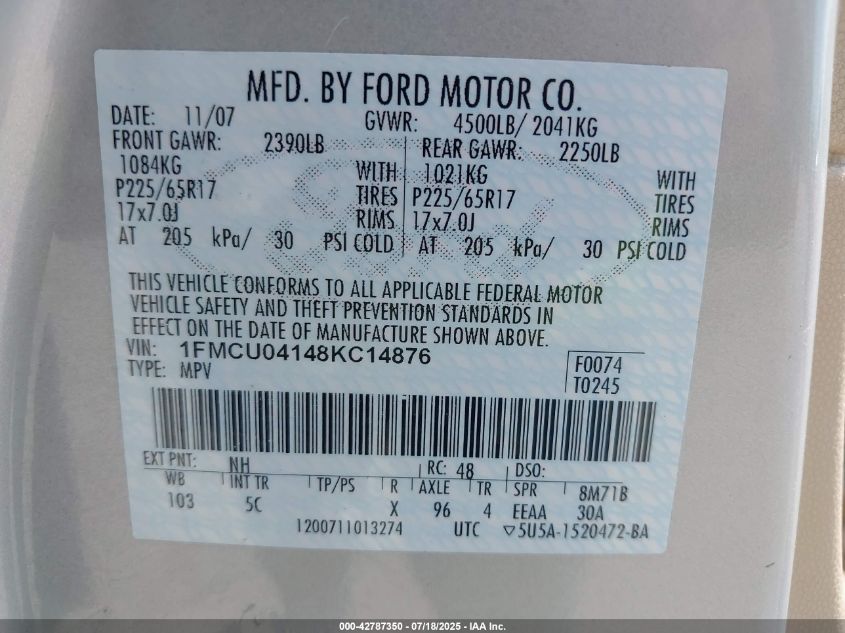 MFD. BY FORD MOTOR CO.
DATE: 11/07 GVWR: 4500LB/ 2041KG
FRONT GAWR: 2390LB REAR GAWR: 2250LB
1084KG WITH 1021KG WITH
P225/65R17 TIRES P225/65R17 TIRES
17x7.0J RIMS 17x7.0J RIMS
AT 205 kPa/ 30 PSI COLD AT 205 kPa/ 30 PSI COLD
THIS VEHICLE CONFORMS TO ALL APPLICABLE FEDERAL MOTOR
VEHICLE SAFETY AND THEFT PREVENTION STANDARDS IN
EFFECT ON THE DATE OF MANUFACTURE SHOWN ABOVE.
VIN: 1FMCU04148KC14876
TYPE: MPV
F0074
T0245
EXT PNT: NH RC: 48 DSO:
WB INT TR TP/PS R AXLE TR SPR 8M71B
103 5C X 96 4 EEAA 30A
1200711013274 UTC ▽5U5A-1520472-BA
000-42787350 | 07/18/2025 - IAA Inc.